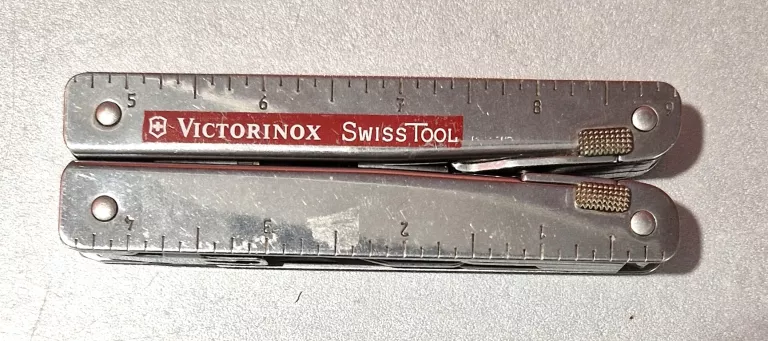 5 6 7 8
VICTORINOX SWISSTOOL
4 3 2 1